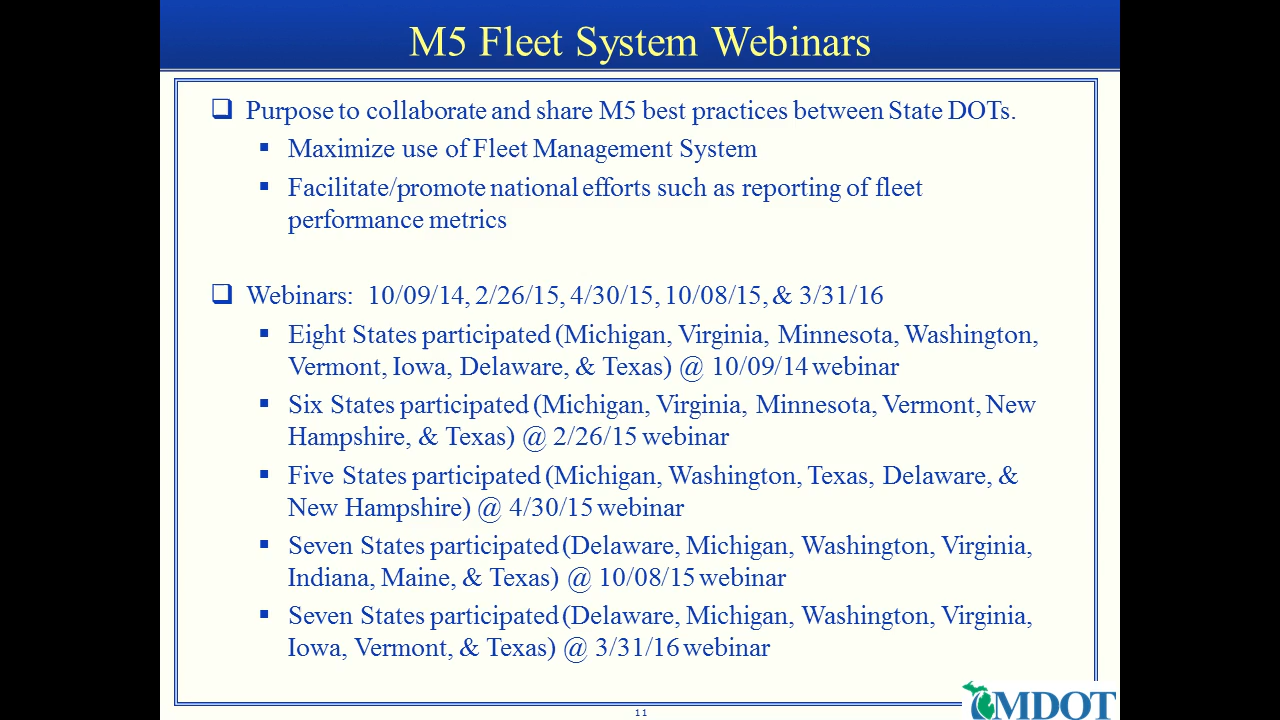 M5 Fleet System Webinars
Purpose to collaborate and share M5 best practices between State DOTs.
Maximize use of Fleet Management System
Facilitate/promote national efforts such as reporting of fleet
performance metrics
Webinars: 10/09/14, 2/26/15, 4/30/15, 10/08/15, & 3/31/16
Eight States participated (Michigan, Virginia, Minnesota, Washington,
Vermont, Iowa, Delaware, & Texas) @ 10/09/14 webinar
Six States participated (Michigan, Virginia, Minnesota, Vermont, New
Hampshire, & Texas) @ 2/26/15 webinar
Five States participated (Michigan, Washington, Texas, Delaware, &
New Hampshire) @ 4/30/15 webinar
Seven States participated (Delaware, Michigan, Washington, Virginia,
Indiana, Maine, & Texas) @ 10/08/15 webinar
Seven States participated (Delaware, Michigan, Washington, Virginia,
Iowa, Vermont, & Texas) @ 3/31/16 webinar
11
MDOT